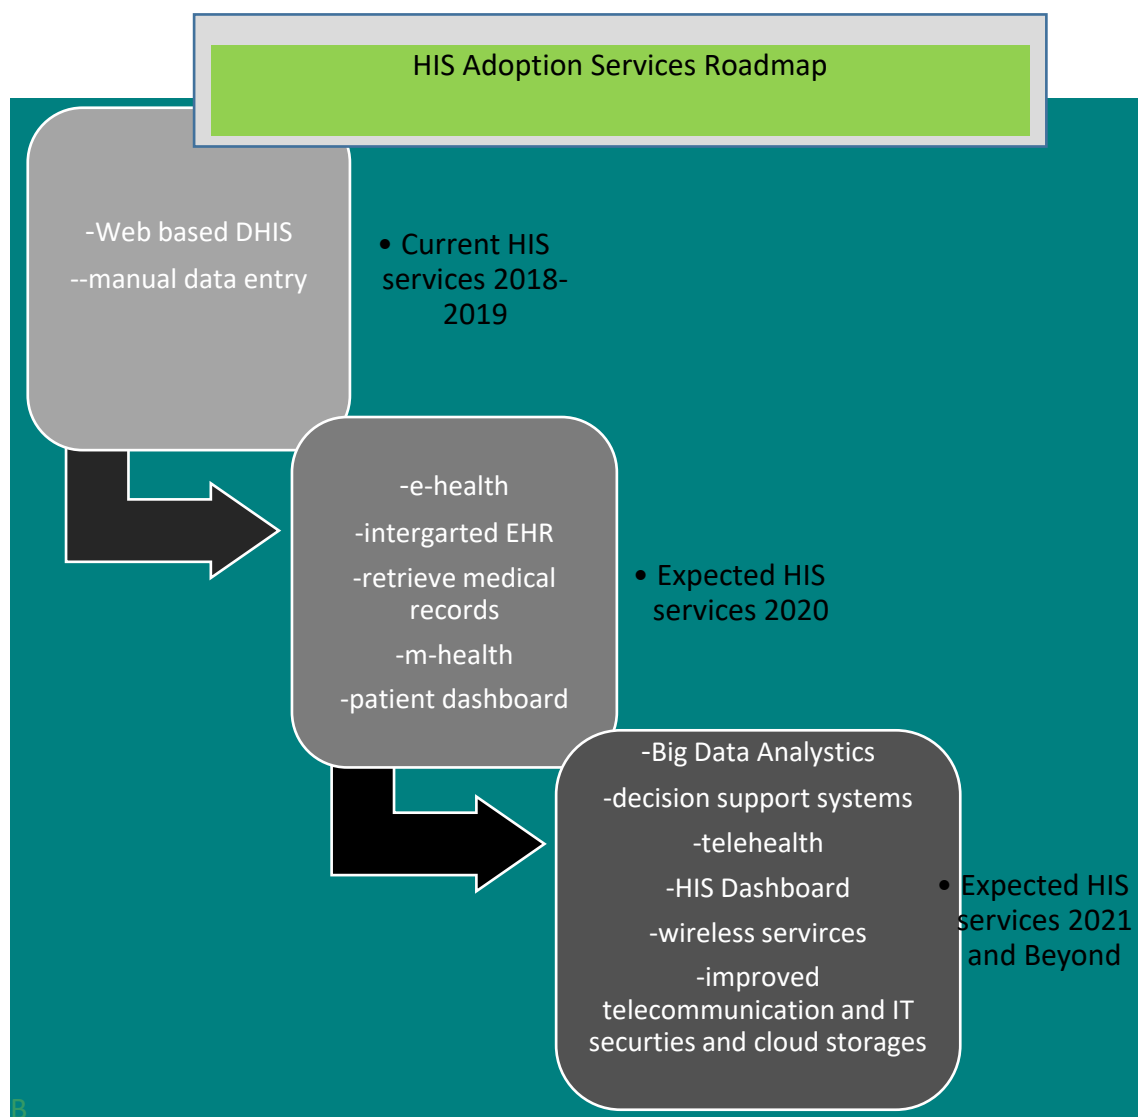 HIS Adoption Services Roadmap
-Web based DHIS
--manual data entry
• Current HIS
services 2018-
2019
-e-health
-intergarted EHR
-retrieve medical
records
-m-health
-patient dashboard
• Expected HIS
services 2020
-Big Data Analystics
-decision support systems
-telehealth
-HIS Dashboard
-wireless servirces
-improved
telecommunication and IT
securties and cloud storages
• Expected HIS
services 2021
and Beyond
B